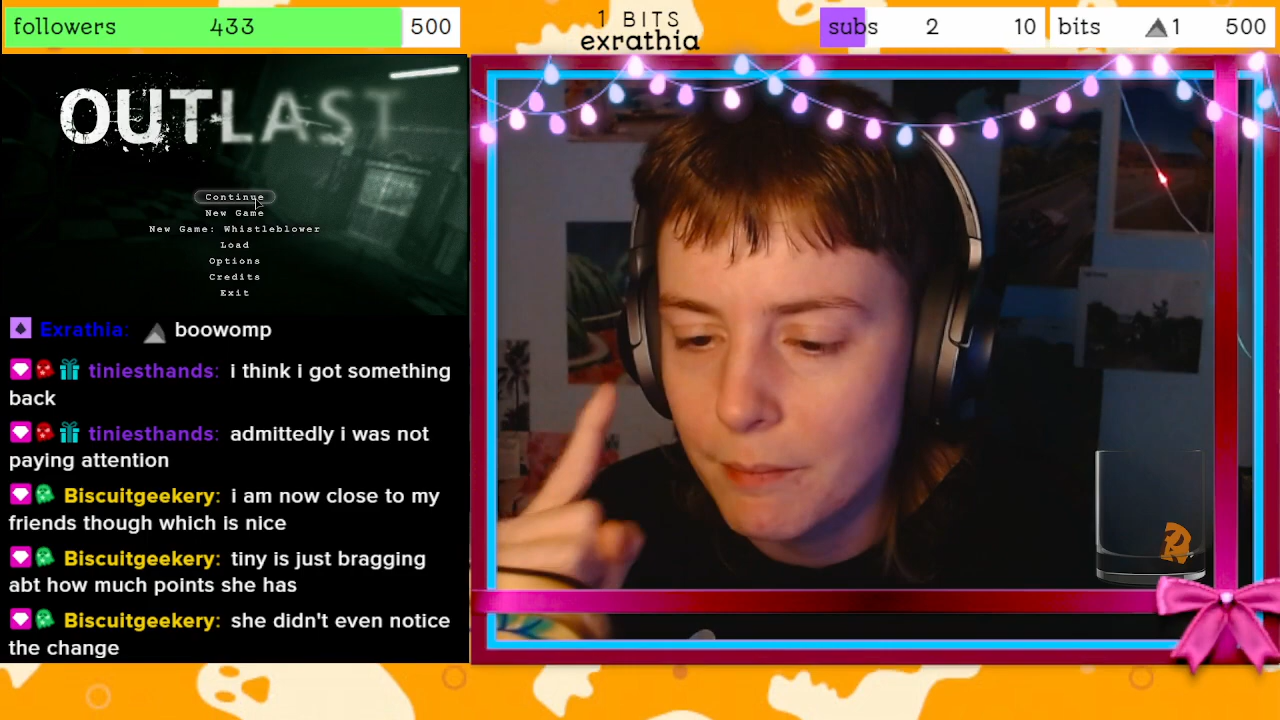 followers 433 500
1 BITS
exrathia
subs 2 10
bits 1 500
OUTLAST
Continue
New Game
New Game: Whistleblower
Load
Options
Credits
Exit
Exrathia: boowomp
tiniesthands: i think i got something
back
tiniesthands: admittedly i was not
paying attention
Biscuitgeekery: i am now close to my
friends though which is nice
Biscuitgeekery: tiny is just bragging
abt how much points she has
Biscuitgeekery: she didn't even notice
the change